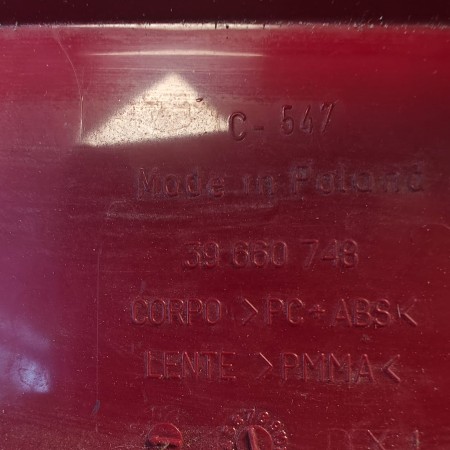 C- 547
Made in Poland
39 660 748
CORPO >PC+ABS<
LENTE >PMMA<